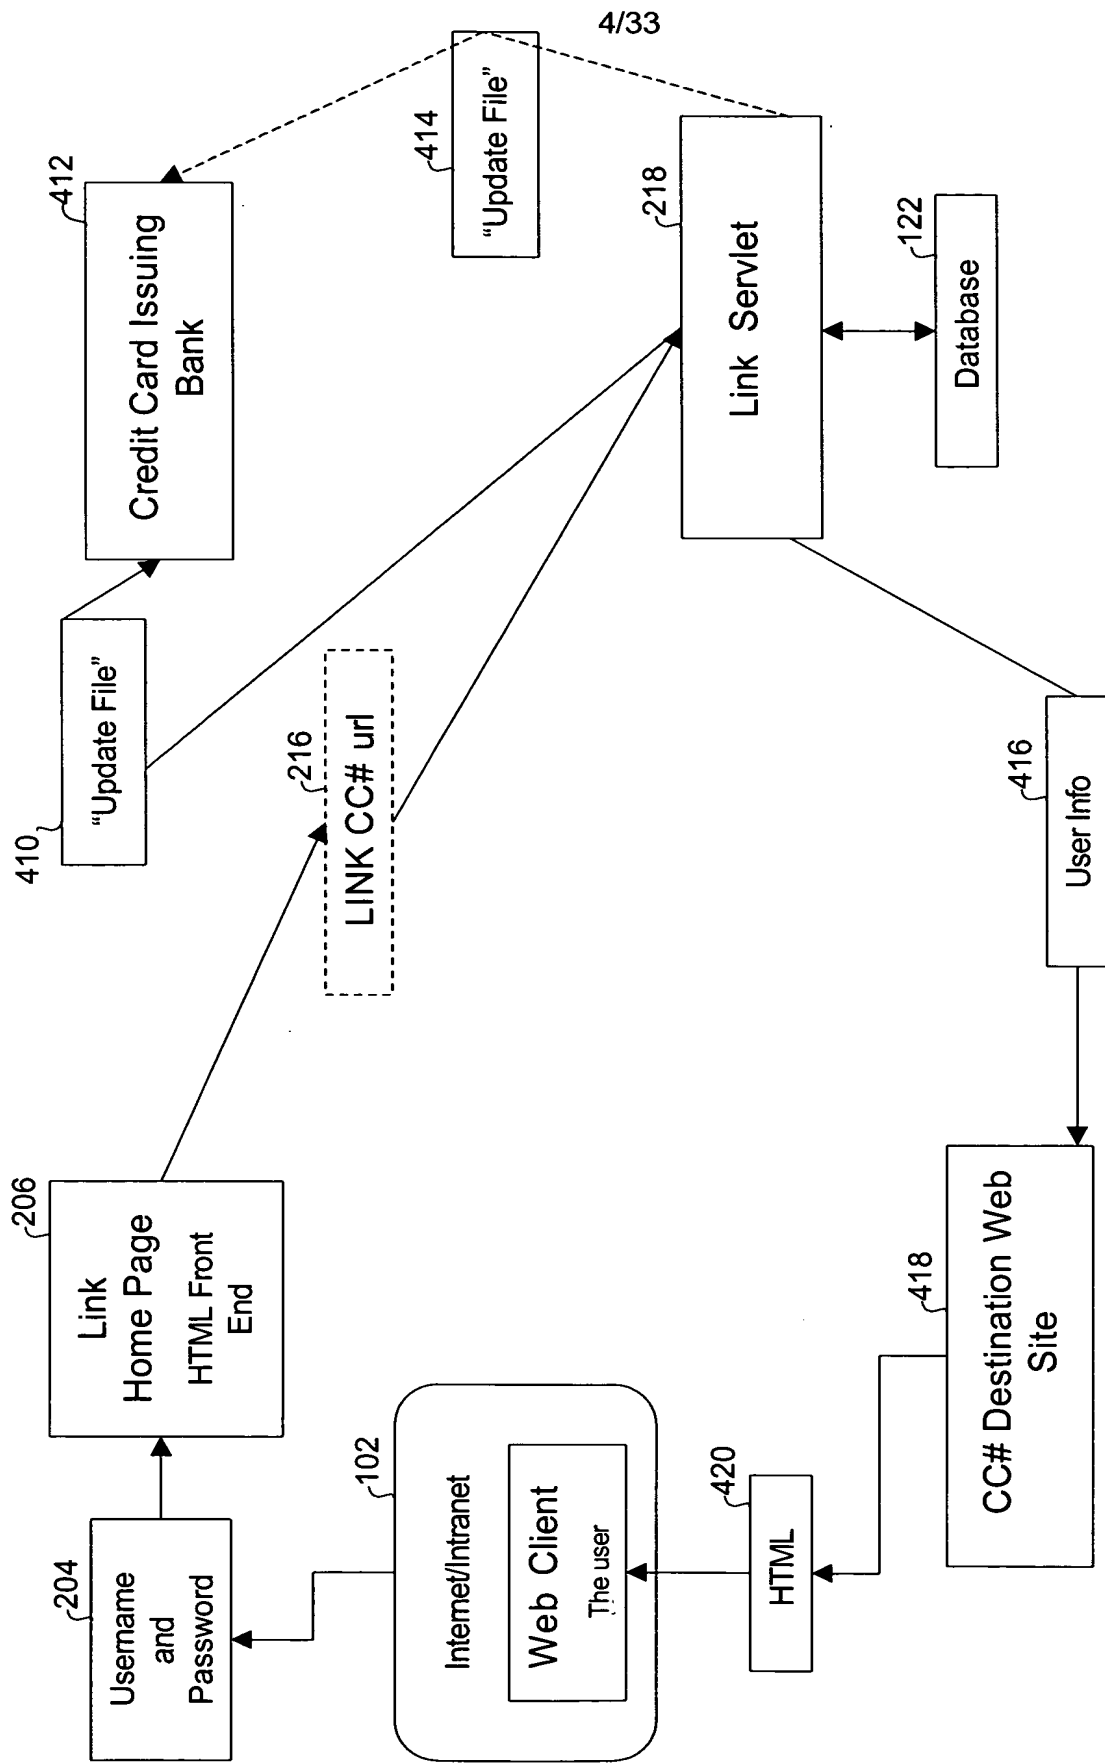 4/33
204
Username
and
Password
206
Link
Home Page
HTML Front
End
410
“Update File”
412
Credit Card Issuing
Bank
102
Internet/Intranet
Web Client
The user
216
LINK CC# url
414
“Update File”
420
HTML
218
Link Servlet
122
Database
418
CC# Destination Web
Site
416
User Info